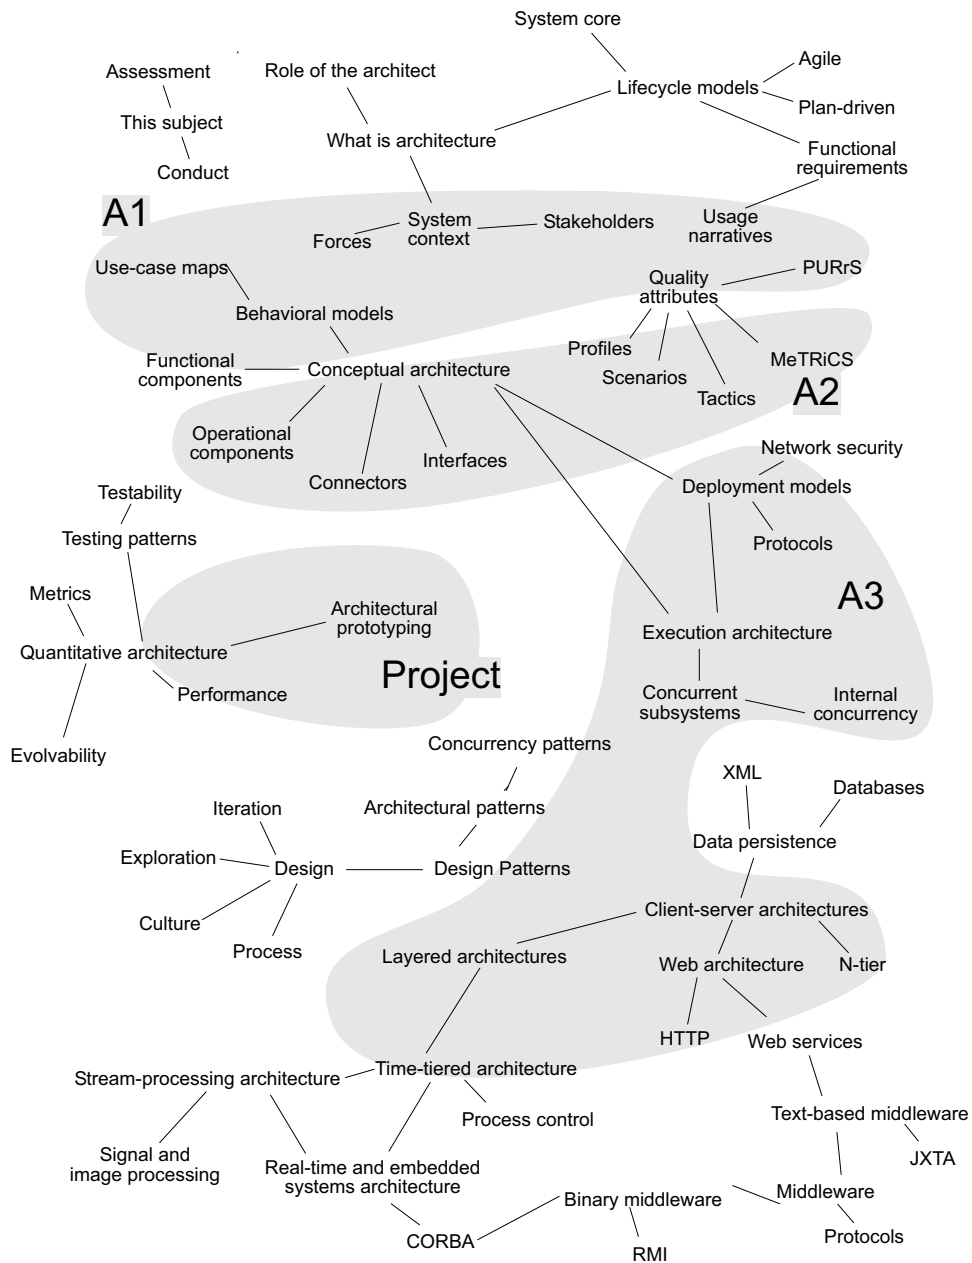 System core
Assessment
Role of the architect
Agile
Lifecycle models
Plan-driven
This subject
What is architecture
Functional
requirements
Conduct
A1
System
context
Forces
Stakeholders
Usage
narratives
Use-case maps
Quality
attributes
PURrS
Behavioral models
Functional
components
Conceptual architecture
Profiles
Scenarios
MeTRiCS
Tactics
A2
Operational
components
Interfaces
Connectors
Network security
Deployment models
Testability
Testing patterns
Protocols
Metrics
Architectural
prototyping
A3
Quantitative architecture
Execution architecture
Project
Performance
Concurrent
subsystems
Internal
concurrency
Evolvability
Concurrency patterns
XML
Databases
Iteration
Architectural patterns
Data persistence
Exploration
Design
Design Patterns
Culture
Client-server architectures
Process
Layered architectures
Web architecture
N-tier
HTTP
Web services
Stream-processing architecture
Time-tiered architecture
Process control
Text-based middleware
Signal and
image processing
Real-time and embedded
systems architecture
JXTA
Binary middleware
Middleware
CORBA
RMI
Protocols